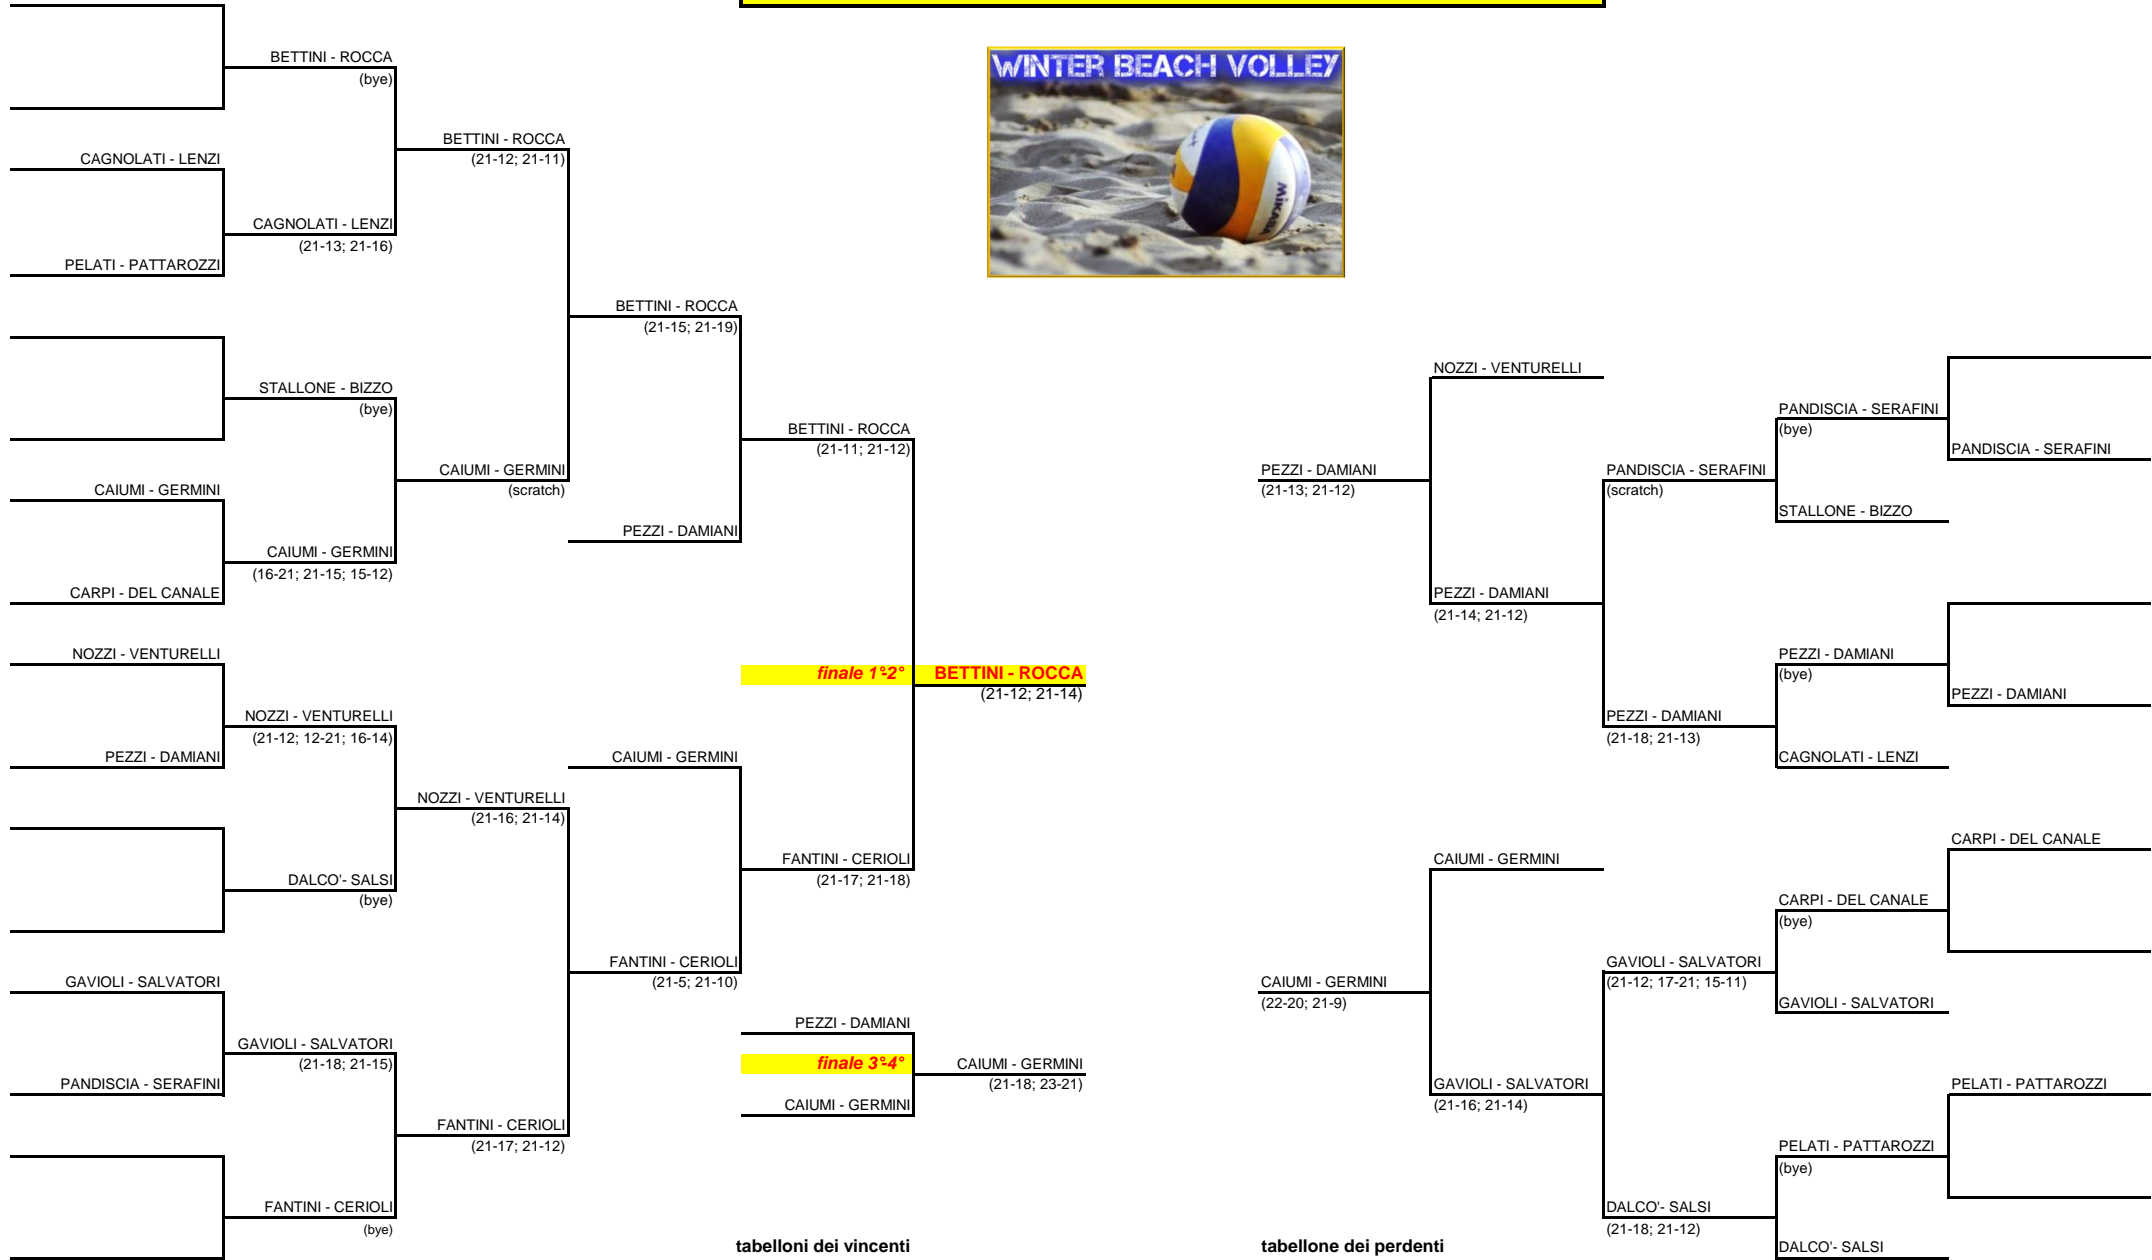 BETTINI - ROCCA
(bye)
CAGNOLATI - LENZI
CAGNOLATI - LENZI
(21-13; 21-16)
PELATI - PATTAROZZI
BETTINI - ROCCA
(21-12; 21-11)
STALLONE - BIZZO
(bye)
CAIUMI - GERMINI
CAIUMI - GERMINI
(16-21; 21-15; 15-12)
CARPI - DEL CANALE
CAIUMI - GERMINI
(scratch)
BETTINI - ROCCA
(21-15; 21-19)
PEZZI - DAMIANI
BETTINI - ROCCA
(21-11; 21-12)
NOZZI - VENTURELLI
NOZZI - VENTURELLI
(21-12; 12-21; 16-14)
PEZZI - DAMIANI
DALCO'- SALSI
(bye)
NOZZI - VENTURELLI
(21-16; 21-14)
GAVIOLI - SALVATORI
GAVIOLI - SALVATORI
(21-18; 21-15)
PANDISCIA - SERAFINI
FANTINI - CERIOLI
(bye)
FANTINI - CERIOLI
(21-17; 21-12)
CAIUMI - GERMINI
FANTINI - CERIOLI
(21-5; 21-10)
FANTINI - CERIOLI
(21-17; 21-18)
finale 1°-2°
BETTINI - ROCCA
(21-12; 21-14)
PEZZI - DAMIANI
finale 3°-4°
CAIUMI - GERMINI
CAIUMI - GERMINI
(21-18; 23-21)
tabelloni dei vincenti
WINTER BEACH VOLLEY
MIKASA
NOZZI - VENTURELLI
PEZZI - DAMIANI
(21-13; 21-12)
PEZZI - DAMIANI
(21-14; 21-12)
PANDISCIA - SERAFINI
(scratch)
PANDISCIA - SERAFINI
(bye)
PANDISCIA - SERAFINI
STALLONE - BIZZO
PEZZI - DAMIANI
(21-18; 21-13)
PEZZI - DAMIANI
(bye)
PEZZI - DAMIANI
CAGNOLATI - LENZI
CAIUMI - GERMINI
CAIUMI - GERMINI
(22-20; 21-9)
GAVIOLI - SALVATORI
(21-16; 21-14)
GAVIOLI - SALVATORI
(21-12; 17-21; 15-11)
CARPI - DEL CANALE
CARPI - DEL CANALE
(bye)
GAVIOLI - SALVATORI
DALCO'- SALSI
(21-18; 21-12)
PELATI - PATTAROZZI
PELATI - PATTAROZZI
(bye)
DALCO'- SALSI
tabellone dei perdenti